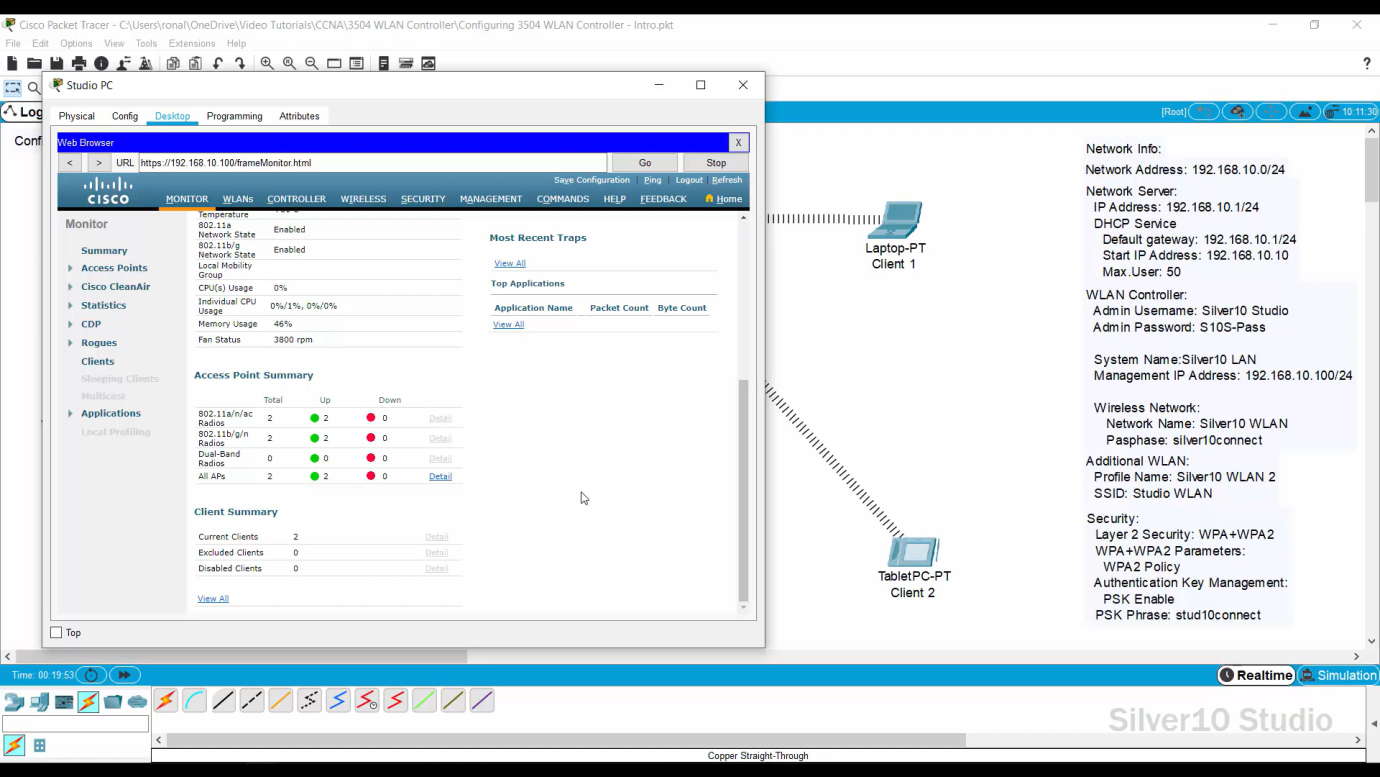 Cisco Packet Tracer - C:\Users\ronal\OneDrive\Video Tutorials\CCNA\3504 WLAN Controller\Configuring 3504 WLAN Controller - Intro.pkt
File Edit Options View Tools Extensions Help
?
Studio PC
Log
[Root]
10:11:30
Physical Config Desktop Programming Attributes
Conf
Web Browser
X
< > URL https://192.168.10.100/frameMonitor.html Go Stop
Save Configuration Ping Logout Refresh
CISCO
MONITOR WLANs CONTROLLER WIRELESS SECURITY MANAGEMENT COMMANDS HELP FEEDBACK Home
Monitor
Summary
Access Points
Cisco CleanAir
Statistics
CDP
Rogues
Clients
Sleeping Clients
Multicast
Applications
Local Profiling
Temperature
802.11a
Network State Enabled
802.11b/g
Network State Enabled
Local Mobility
Group
CPU(s) Usage 0%
Individual CPU
Usage 0%/1%, 0%/0%
Memory Usage 46%
Fan Status 3800 rpm
Access Point Summary
Total Up Down
802.11a/n/ac
Radios 2 2 0 Detail
802.11b/g/n
Radios 2 2 0 Detail
Dual-Band
Radios 0 0 0 Detail
All APs 2 2 0 Detail
Client Summary
Current Clients 2 Detail
Excluded Clients 0 Detail
Disabled Clients 0 Detail
View All
Most Recent Traps
View All
Top Applications
Application Name Packet Count Byte Count
View All
Top
Laptop-PT
Client 1
TabletPC-PT
Client 2
Network Info:
Network Address: 192.168.10.0/24
Network Server:
IP Address: 192.168.10.1/24
DHCP Service
Default gateway: 192.168.10.1/24
Start IP Address: 192.168.10.10
Max.User: 50
WLAN Controller:
Admin Username: Silver10 Studio
Admin Password: S10S-Pass
System Name:Silver10 LAN
Management IP Address: 192.168.10.100/24
Wireless Network:
Network Name: Silver10 WLAN
Pasphase: silver10connect
Additional WLAN:
Profile Name: Silver10 WLAN 2
SSID: Studio WLAN
Security:
Layer 2 Security: WPA+WPA2
WPA+WPA2 Parameters:
WPA2 Policy
Authentication Key Management:
PSK Enable
PSK Phrase: stud10connect
Time: 00:19:53
Realtime Simulation
Silver10 Studio
Copper Straight-Through